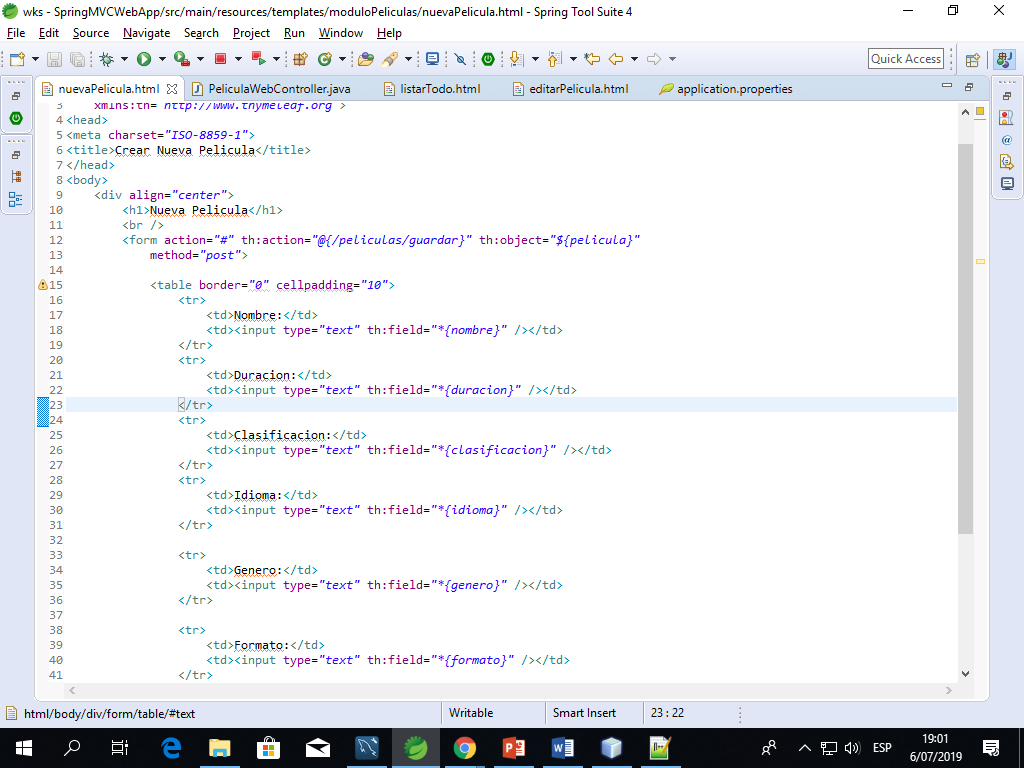 wks - SpringMVCWebApp/src/main/resources/templates/moduloPeliculas/nuevaPelicula.html - Spring Tool Suite 4
File Edit Source Navigate Search Project Run Window Help
Quick Access
nuevaPelicula.html PeliculaWebController.java listarTodo.html editarPelicula.html application.properties
3 xmlns:th="http://www.thymeleaf.org">
4 <head>
5 <meta charset="ISO-8859-1">
6 <title>Crear Nueva Pelicula</title>
7 </head>
8 <body>
9 <div align="center">
10 <h1>Nueva Pelicula</h1>
11 <br />
12 <form action="#" th:action="@{/peliculas/guardar}" th:object="${pelicula}"
13 method="post">
14
15 <table border="0" cellpadding="10">
16 <tr>
17 <td>Nombre:</td>
18 <td><input type="text" th:field="*{nombre}" /></td>
19 </tr>
20 <tr>
21 <td>Duracion:</td>
22 <td><input type="text" th:field="*{duracion}" /></td>
23 </tr>
24 <tr>
25 <td>Clasificacion:</td>
26 <td><input type="text" th:field="*{clasificacion}" /></td>
27 </tr>
28 <tr>
29 <td>Idioma:</td>
30 <td><input type="text" th:field="*{idioma}" /></td>
31 </tr>
32
33 <tr>
34 <td>Genero:</td>
35 <td><input type="text" th:field="*{genero}" /></td>
36 </tr>
37
38 <tr>
39 <td>Formato:</td>
40 <td><input type="text" th:field="*{formato}" /></td>
41 </tr>
html/body/div/form/table/#text Writable Smart Insert 23 : 22
ESP
19:01
6/07/2019